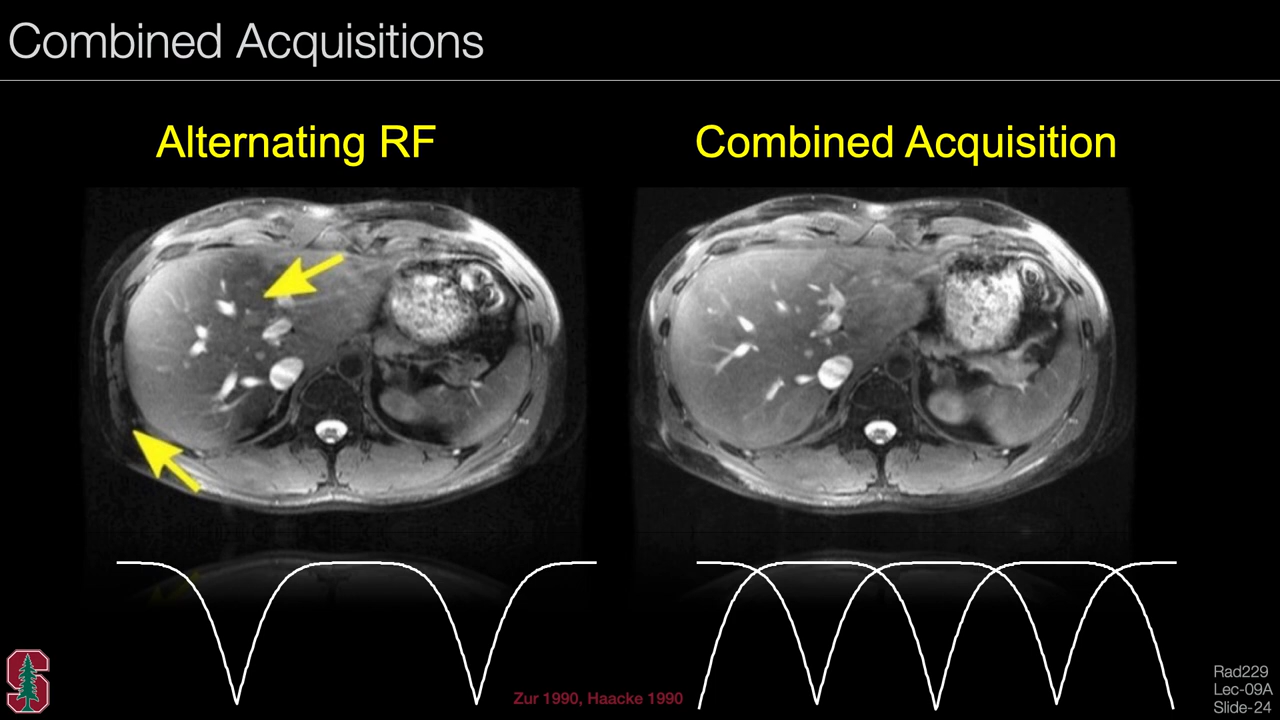 Combined Acquisitions
Alternating RF
Combined Acquisition
Zur 1990, Haacke 1990
Rad229
Lec-09A
Slide-24